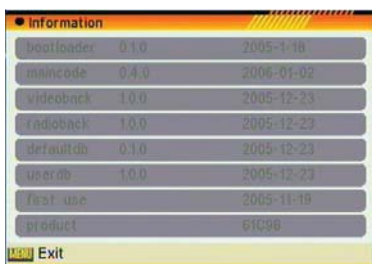 Information
bootloader 0.1.0 2005-1-18
maincode 0.4.0 2006-01-02
videoback 1.0.0 2005-12-23
radioback 1.0.0 2005-12-23
defaultdb 0.1.0 2005-12-23
userdb 1.0.0 2005-12-23
first use 2005-11-19
product 61C98
MENU Exit